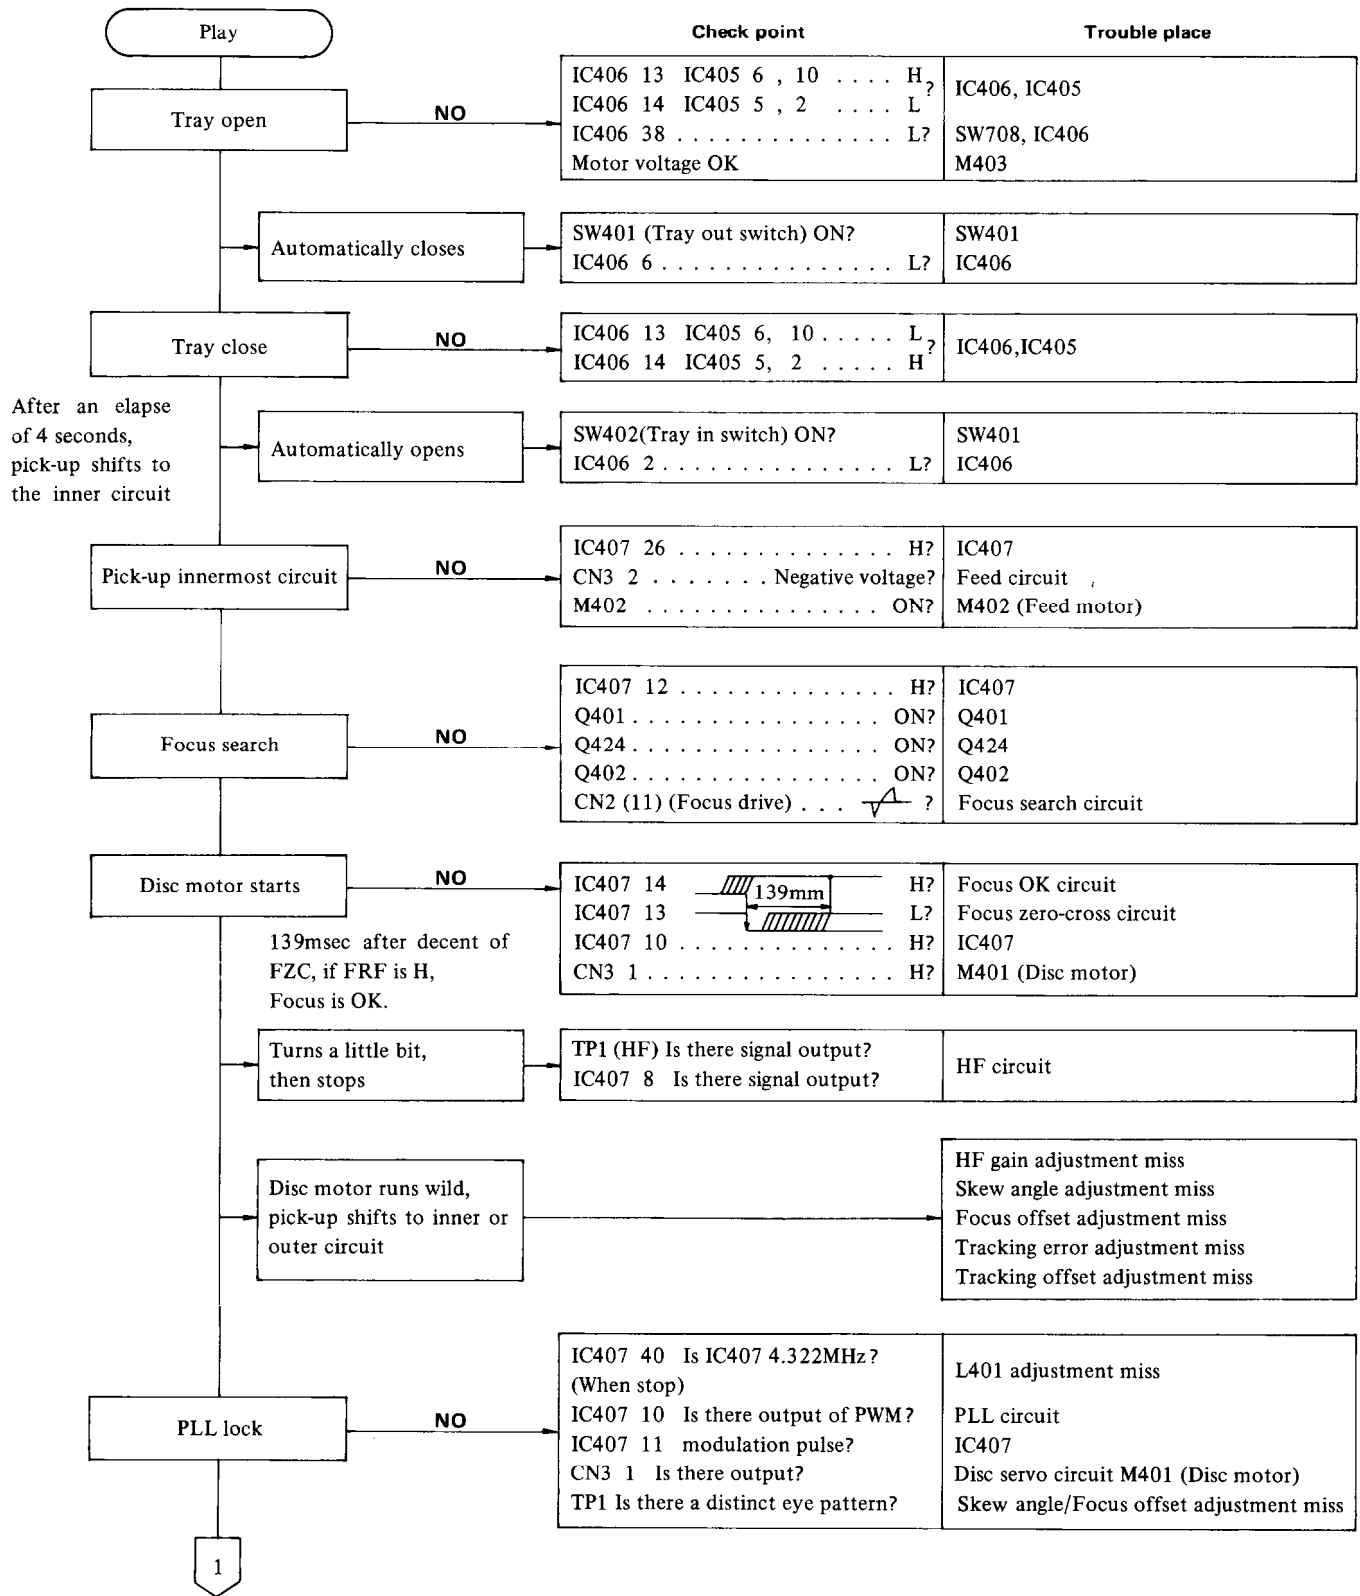 Play
Check point
Trouble place
Tray open
NO
IC406 13 IC405 6 , 10 .... H
?
IC406 14 IC405 5 , 2 .... L
IC406, IC405
IC406 38 ............... L?
SW708, IC406
Motor voltage OK
M403
Automatically closes
SW401 (Tray out switch) ON?
SW401
IC406 6 ................ L?
IC406
Tray close
NO
IC406 13 IC405 6, 10 ..... L
?
IC406 14 IC405 5, 2 ..... H
IC406,IC405
After an elapse
of 4 seconds,
pick-up shifts to
the inner circuit
Automatically opens
SW402(Tray in switch) ON?
SW401
IC406 2 ................ L?
IC406
Pick-up innermost circuit
NO
IC407 26 .............. H?
IC407
CN3 2 ....... Negative voltage?
Feed circuit
M402 .............. ON?
M402 (Feed motor)
Focus search
NO
IC407 12 ............... H?
IC407
Q401 ................ ON?
Q401
Q424 ................ ON?
Q424
Q402 ................ ON?
Q402
CN2 (11) (Focus drive) ... ?
Focus search circuit
Disc motor starts
NO
IC407 14 H?
139mm
Focus OK circuit
IC407 13 L?
Focus zero-cross circuit
IC407 10 ............... H?
IC407
CN3 1 ................. H?
M401 (Disc motor)
139msec after decent of
FZC, if FRF is H,
Focus is OK.
Turns a little bit,
then stops
TP1 (HF) Is there signal output?
IC407 8 Is there signal output?
HF circuit
Disc motor runs wild,
pick-up shifts to inner or
outer circuit
HF gain adjustment miss
Skew angle adjustment miss
Focus offset adjustment miss
Tracking error adjustment miss
Tracking offset adjustment miss
PLL lock
NO
IC407 40 Is IC407 4.322MHz?
(When stop)
L401 adjustment miss
IC407 10 Is there output of PWM?
PLL circuit
IC407 11 modulation pulse?
IC407
CN3 1 Is there output?
Disc servo circuit M401 (Disc motor)
TP1 Is there a distinct eye pattern?
Skew angle/Focus offset adjustment miss
1